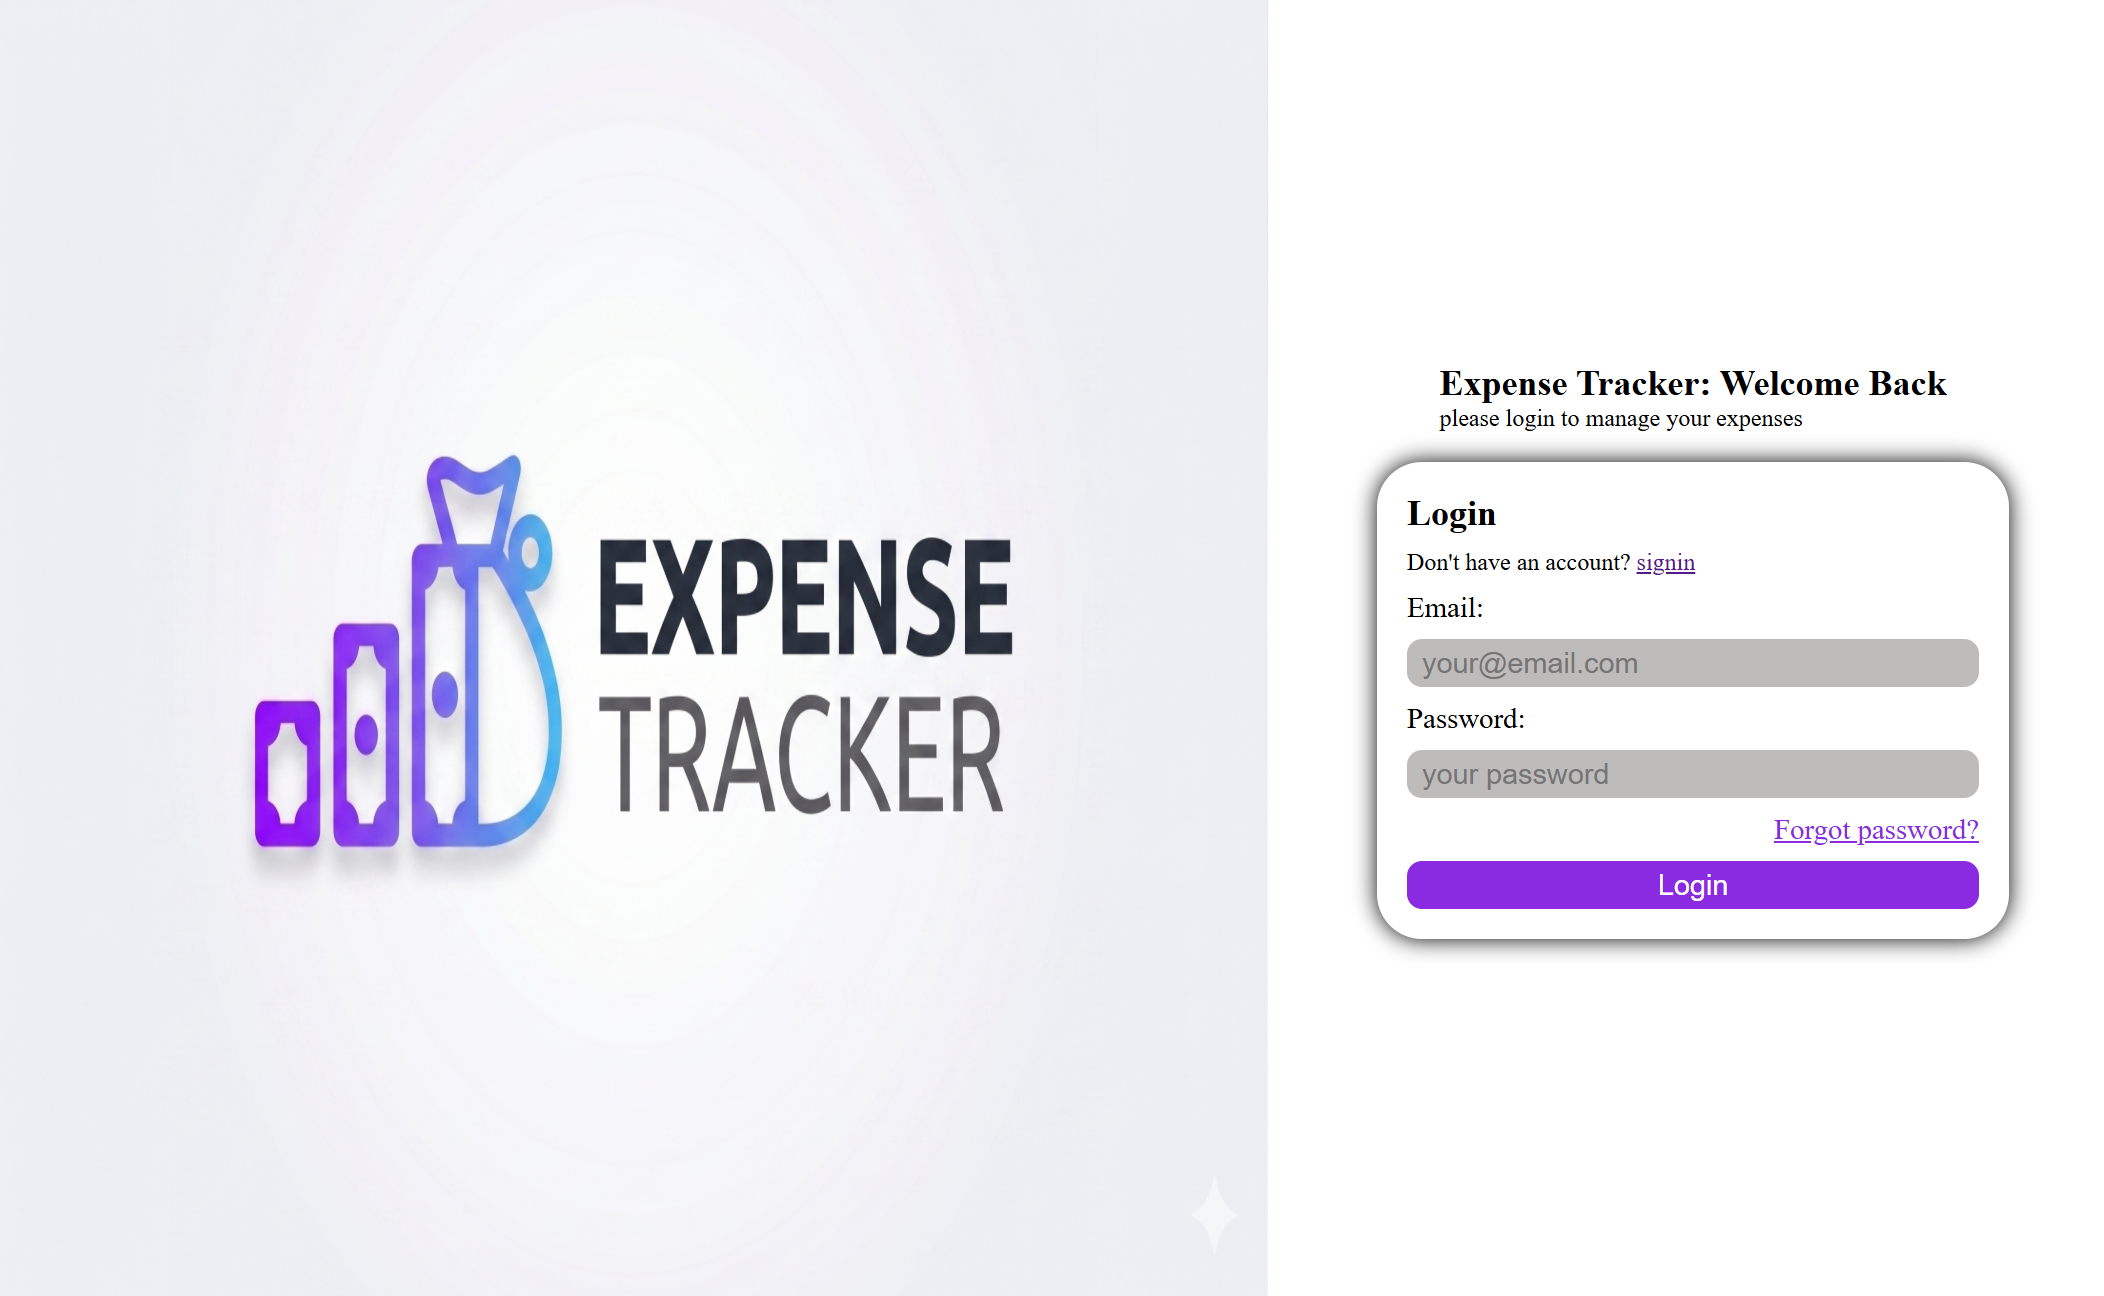 EXPENSE
TRACKER
Expense Tracker: Welcome Back
please login to manage your expenses
Login
Don't have an account? signin
Email:
your@email.com
Password:
your password
Forgot password?
Login